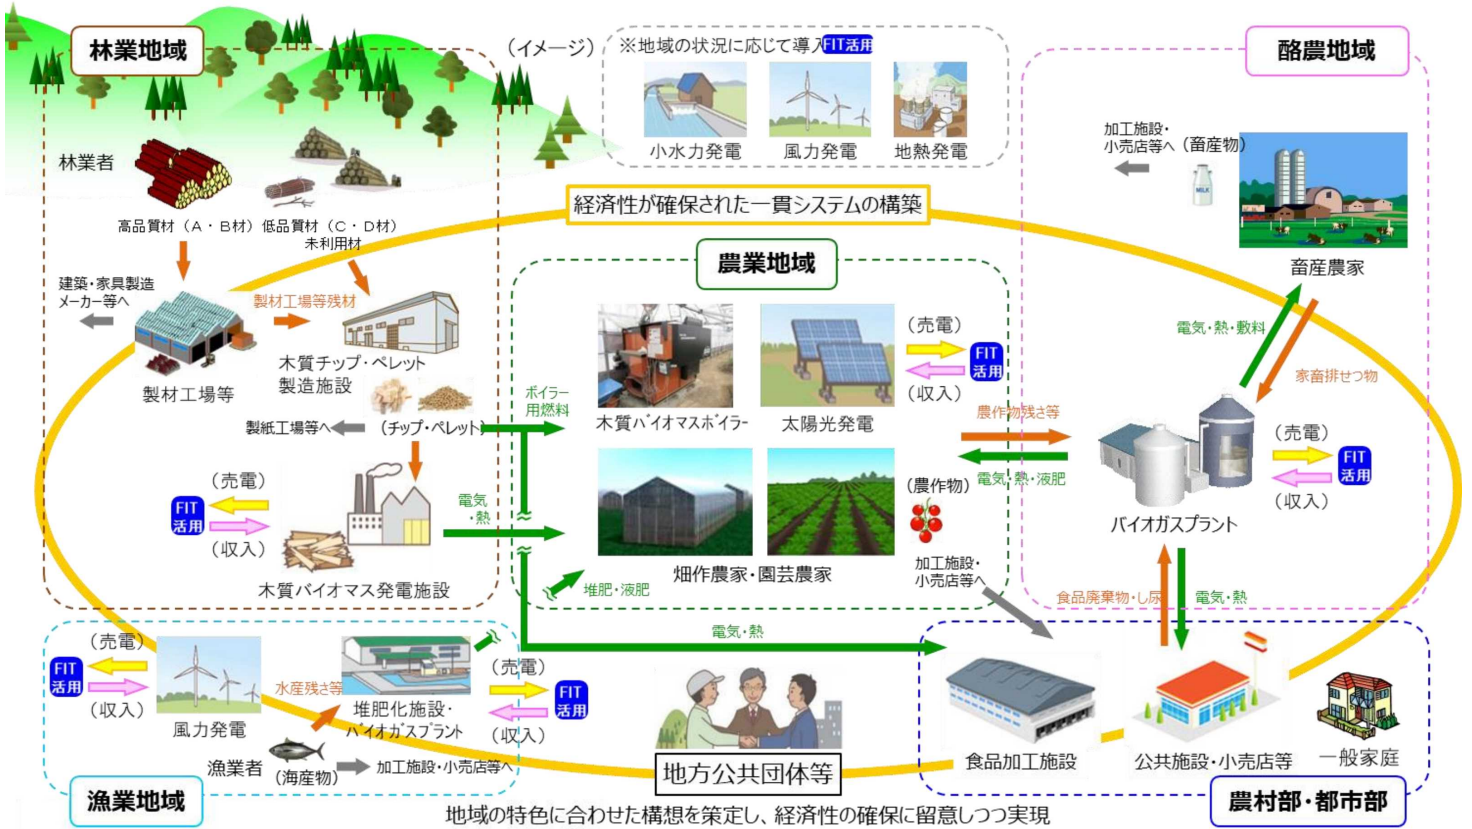 林業地域
(イメージ)
※地域の状況に応じて導入
FIT活用
小水力発電
風力発電
地熱発電
酪農地域
加工施設・
小売店等へ
(畜産物)
MILK
畜産農家
林業者
高品質材(A・B材)
低品質材(C・D材)
未利用材
経済性が確保された一貫システムの構築
建築・家具製造
メーカー等へ
製材工場等残材
製材工場等
木質チップ・ペレット
製造施設
製紙工場等へ
(チップ・ペレット)
ボイラー
用燃料
(売電)
FIT
活用
(収入)
木質バイオマス発電施設
電気
・熱
農業地域
木質バイオマスボイラー
太陽光発電
(売電)
FIT
活用
(収入)
畑作農家・園芸農家
堆肥・液肥
(農作物)
加工施設・
小売店等へ
農作物残さ等
電気・熱・液肥
電気・熱・敷料
家畜排せつ物
バイオガスプラント
(売電)
FIT
活用
(収入)
食品廃棄物・し尿
電気・熱
電気・熱
(売電)
FIT
活用
(収入)
風力発電
水産残さ等
堆肥化施設・
バイオガスプラント
(売電)
FIT
活用
(収入)
漁業者
(海産物)
加工施設・小売店等へ
漁業地域
地方公共団体等
食品加工施設
公共施設・小売店等
一般家庭
農村部・都市部
地域の特色に合わせた構想を策定し、経済性の確保に留意しつつ実現